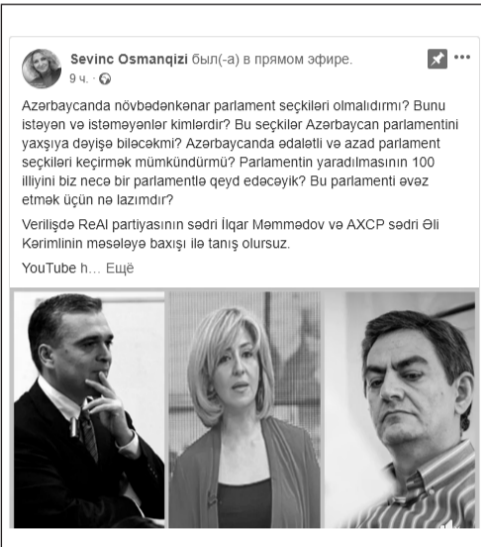 Sevinc Osmanqizi был(-а) в прямом эфире.
9 ч. ·
Azərbaycanda növbədənkənar parlament seçkiləri olmalıdırmı? Bunu
istəyən və istəməyənlər kimlərdir? Bu seçkilər Azərbaycan parlamentini
yaxşıya dəyişə biləcəkmi? Azərbaycanda ədalətli və azad parlament
seçkiləri keçirmək mümkündürmü? Parlamentin yaradılmasının 100
illiyini biz necə bir parlamentlə qeyd edəcəyik? Bu parlamenti əvəz
etmək üçün nə lazımdır?
Verilişdə ReAl partiyasının sədri İlqar Məmmədov və AXCP sədri Əli
Kərimlinin məsələyə baxışı ilə tanış olursuz.
YouTube h... Ещё